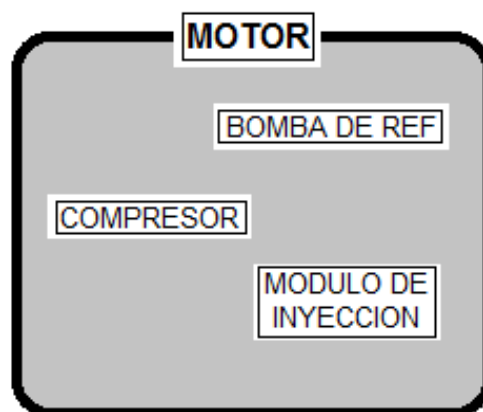 MOTOR
BOMBA DE REF
COMPRESOR
MODULO DE
INYECCION